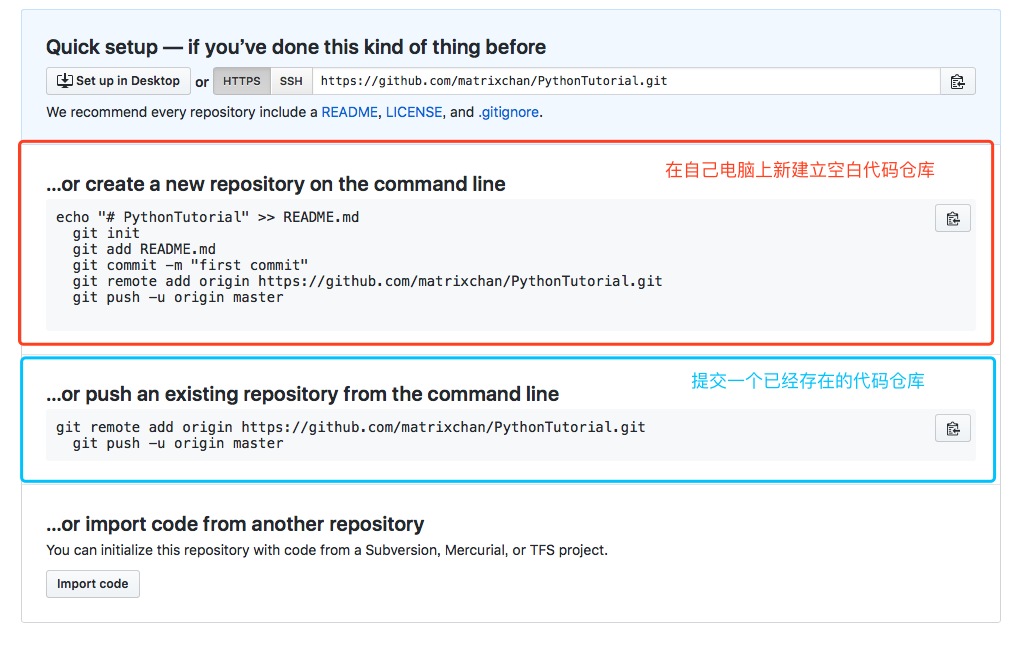 Quick setup — if you’ve done this kind of thing before
Set up in Desktop or HTTPS SSH https://github.com/matrixchan/PythonTutorial.git
We recommend every repository include a README, LICENSE, and .gitignore.
在自己电脑上新建立空白代码仓库
…or create a new repository on the command line
echo "# PythonTutorial" >> README.md
git init
git add README.md
git commit -m "first commit"
git remote add origin https://github.com/matrixchan/PythonTutorial.git
git push -u origin master
提交一个已经存在的代码仓库
…or push an existing repository from the command line
git remote add origin https://github.com/matrixchan/PythonTutorial.git
git push -u origin master
…or import code from another repository
You can initialize this repository with code from a Subversion, Mercurial, or TFS project.
Import code